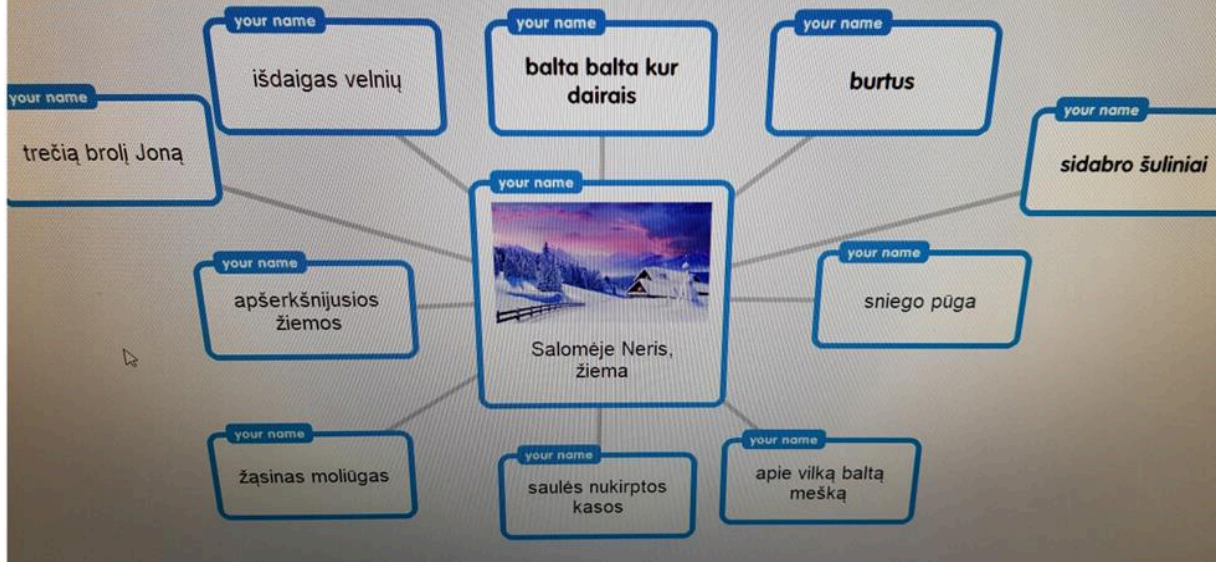 your name
išdaigas velnių
your name
balta balta kur
dairais
your name
burtus
your name
trečią brolį Joną
your name
sidabro šuliniai
your name
Salomėje Neris,
žiema
your name
apšerkšnijusios
žiemos
your name
sniego pūga
your name
žąsinas moliūgas
your name
saulės nukirptos
kasos
your name
apie vilką baltą
mešką